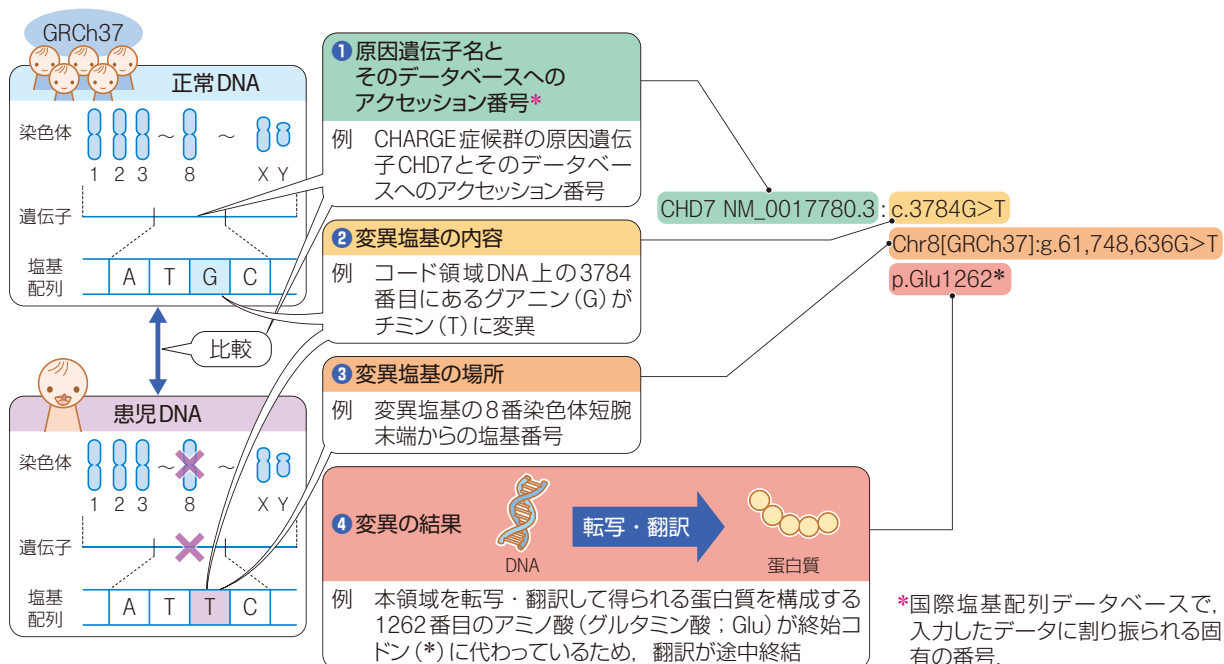 GRCh37
正常DNA
染色体
～ ～
1 2 3 8 X Y
遺伝子
塩基
配列
A T G C
比較
患児DNA
染色体
～ ～
1 2 3 8 X Y
遺伝子
塩基
配列
A T T C
❶原因遺伝子名と
そのデータベースへの
アクセッション番号*
例 CHARGE症候群の原因遺伝
子CHD7とそのデータベー
スへのアクセッション番号
❷変異塩基の内容
例 コード領域DNA上の3784
番目にあるグアニン(G)が
チミン(T)に変異
❸変異塩基の場所
例 変異塩基の8番染色体短腕
末端からの塩基番号
❹変異の結果
DNA
転写・翻訳
蛋白質
例 本領域を転写・翻訳して得られる蛋白質を構成する
1262番目のアミノ酸(グルタミン酸；Glu)が終始コ
ドン(*)に代わっているため，翻訳が途中終結
CHD7 NM_0017780.3:c.3784G>T
Chr8[GRCh37]:g.61,748,636G>T
p.Glu1262*
*国際塩基配列データベースで，
入力したデータに割り振られる固
有の番号．